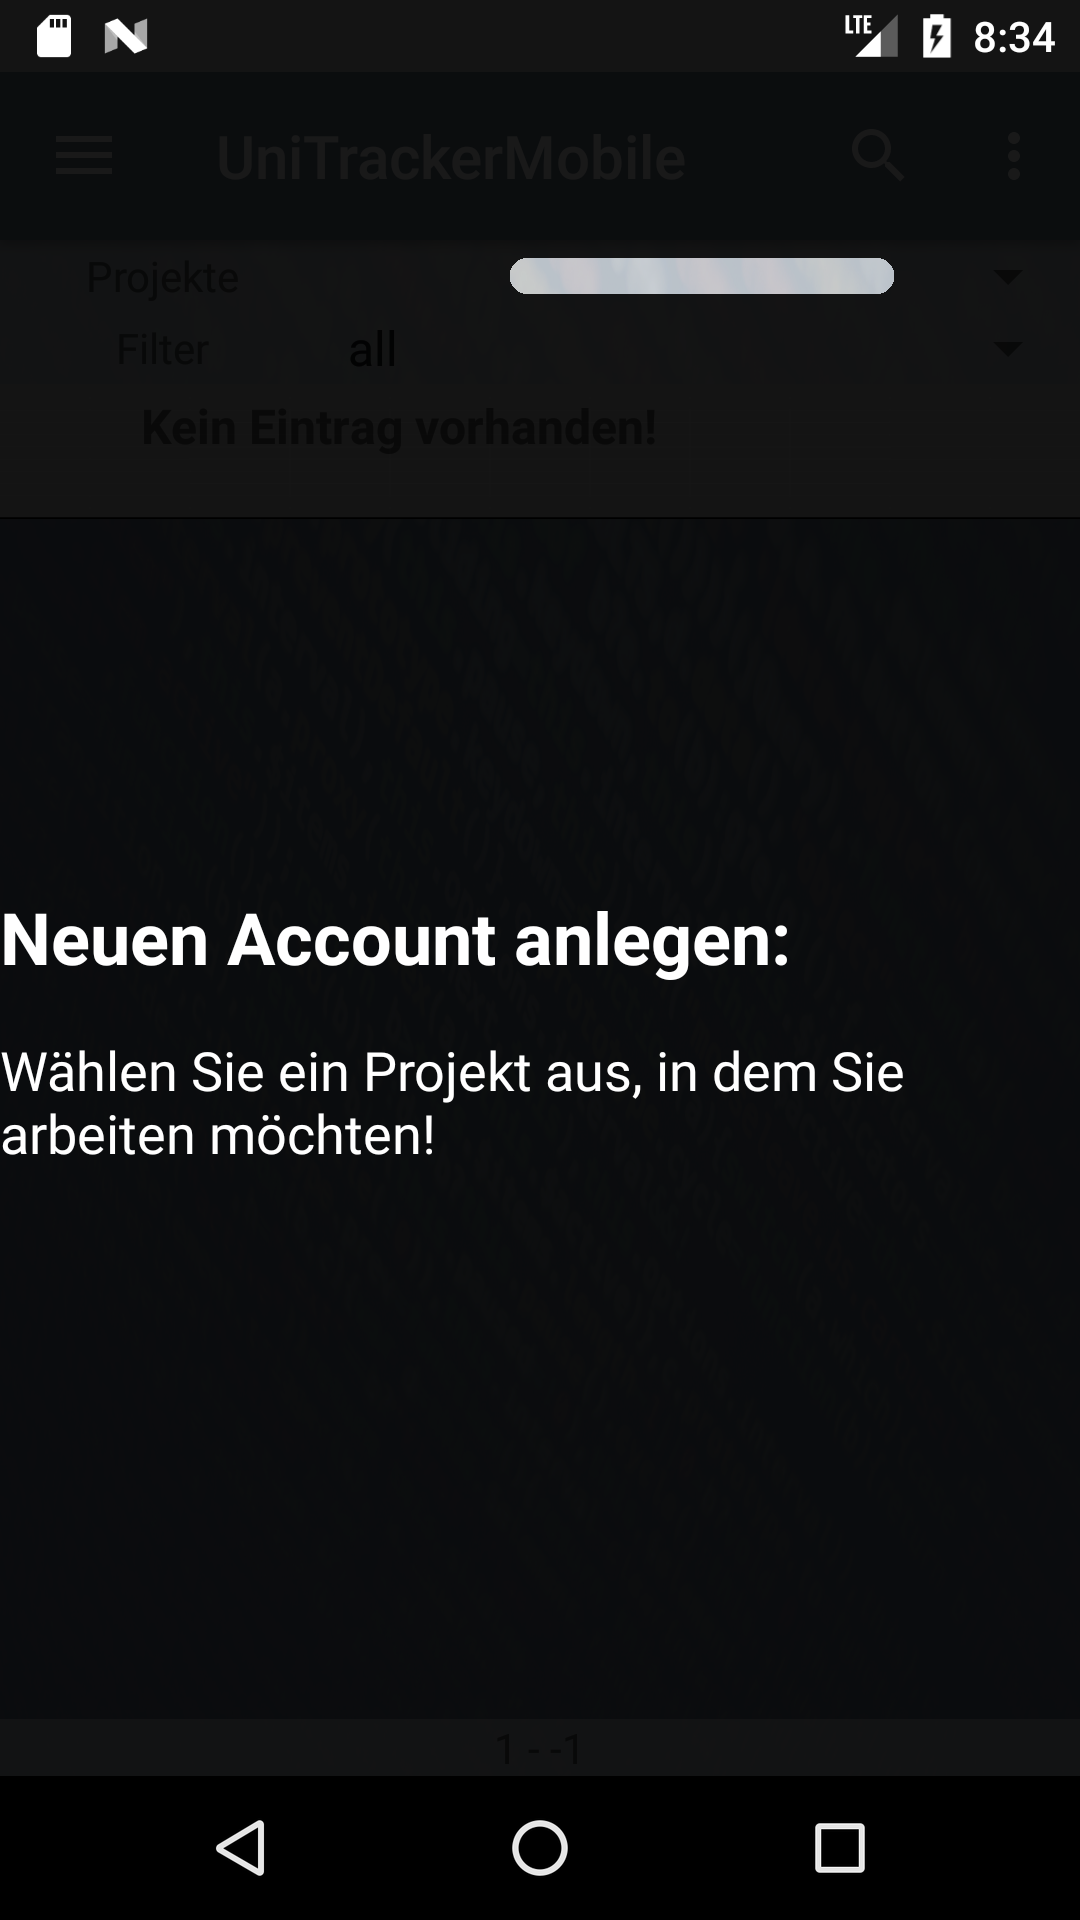 LTE 8:34
UniTrackerMobile
Projekte
Filter all
Kein Eintrag vorhanden!
Neuen Account anlegen:
Wählen Sie ein Projekt aus, in dem Sie
arbeiten möchten!
1 - -1